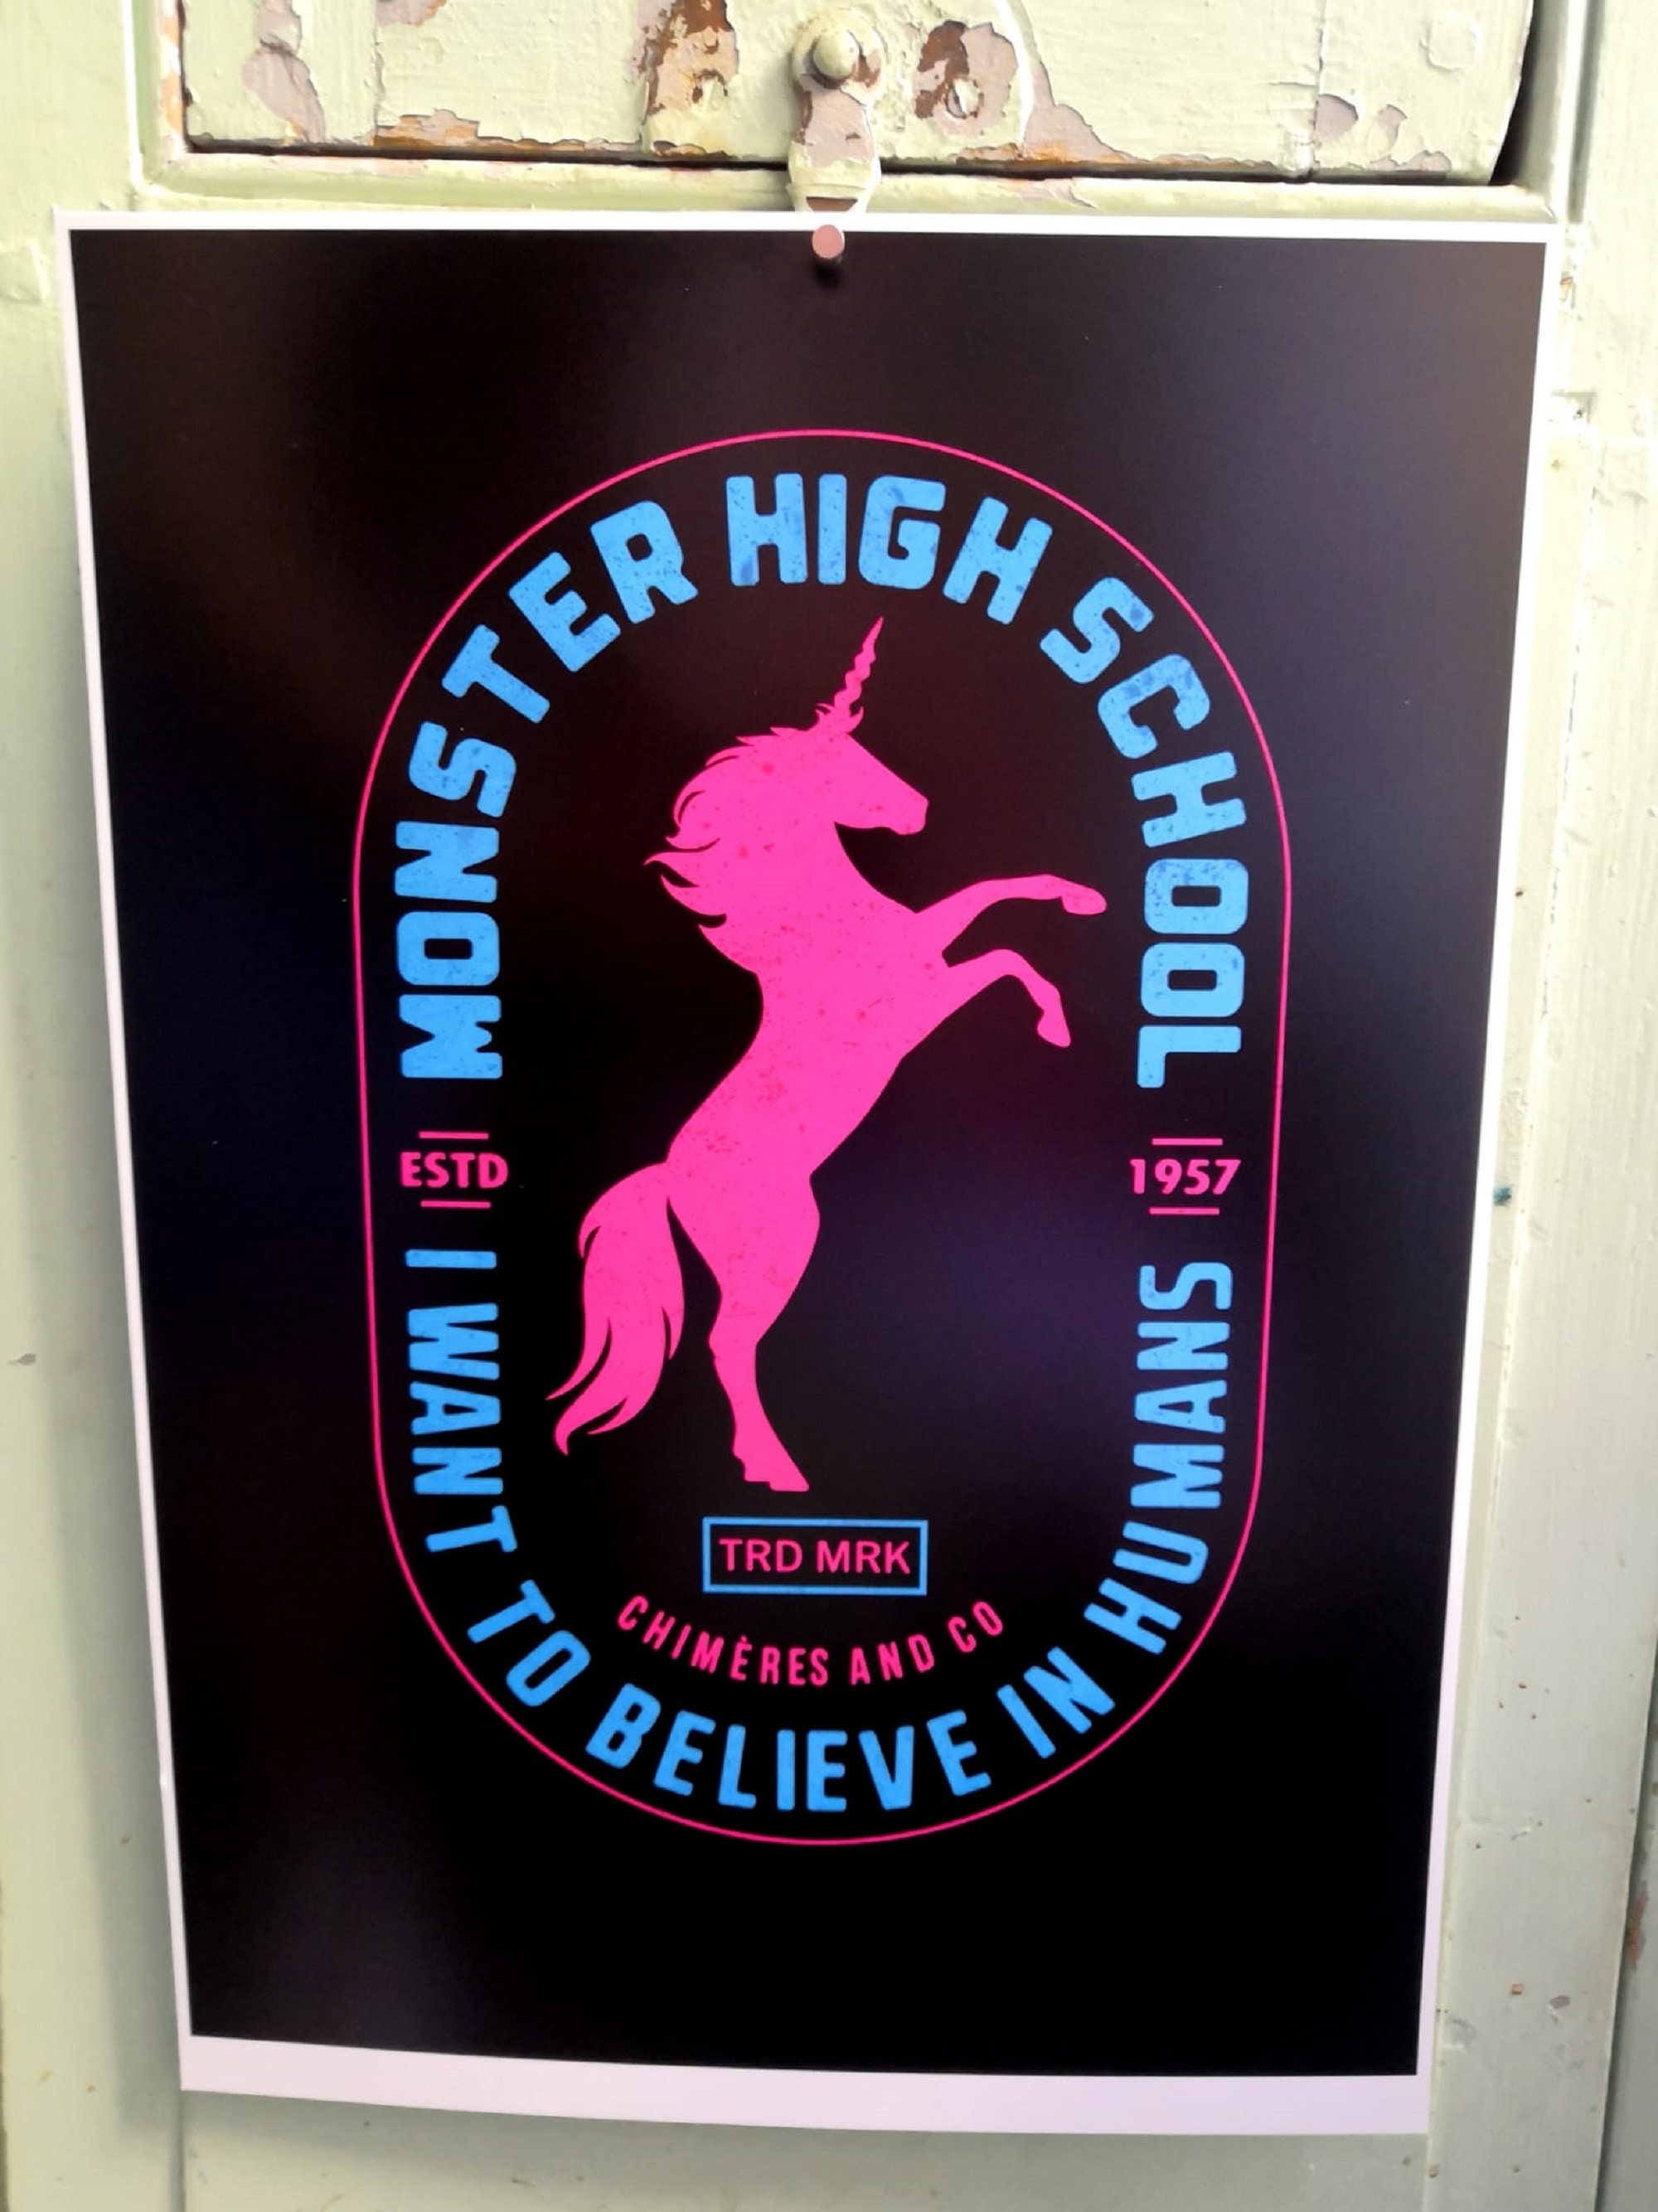 MONSTER HIGH SCHOOL
ESTD
1957
TRD MRK
CHIMÈRES AND CO
I WANT TO BELIEVE IN HUMANS